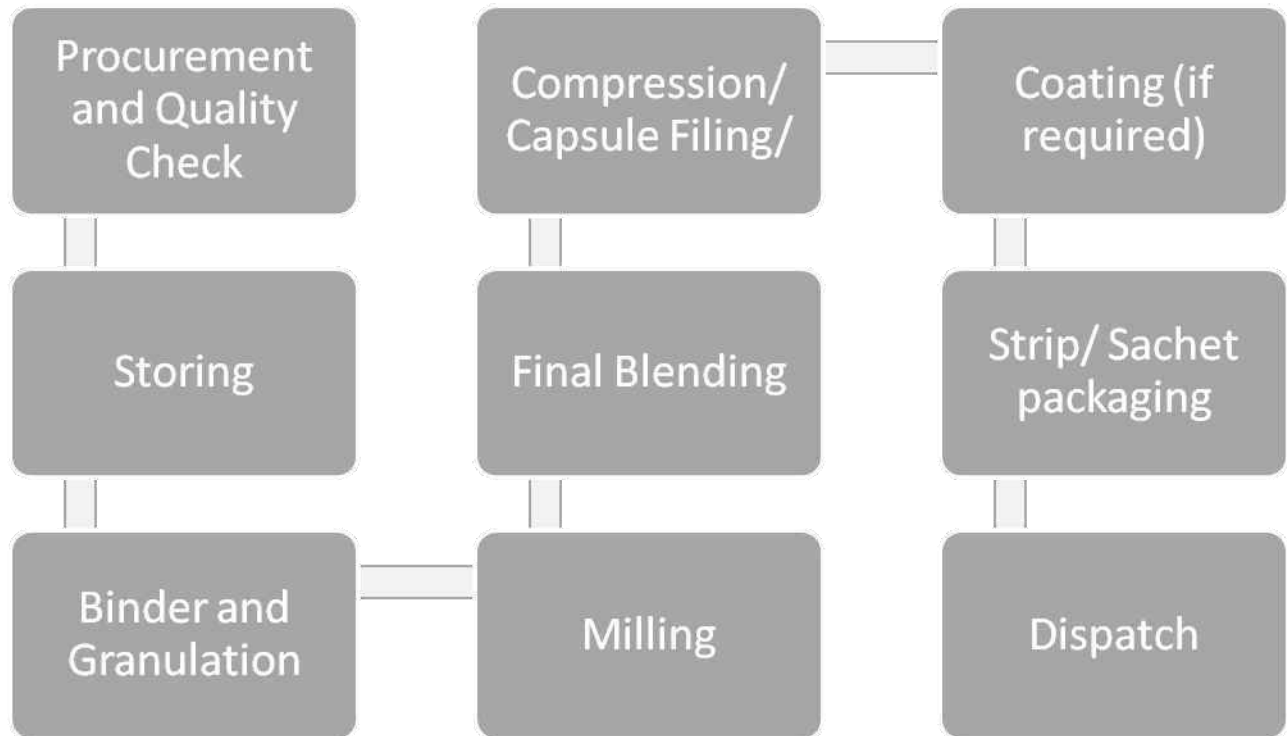 Procurement
and Quality
Check
Storing
Binder and
Granulation
Milling
Final Blending
Compression/
Capsule Filing/
Coating (if
required)
Strip/ Sachet
packaging
Dispatch